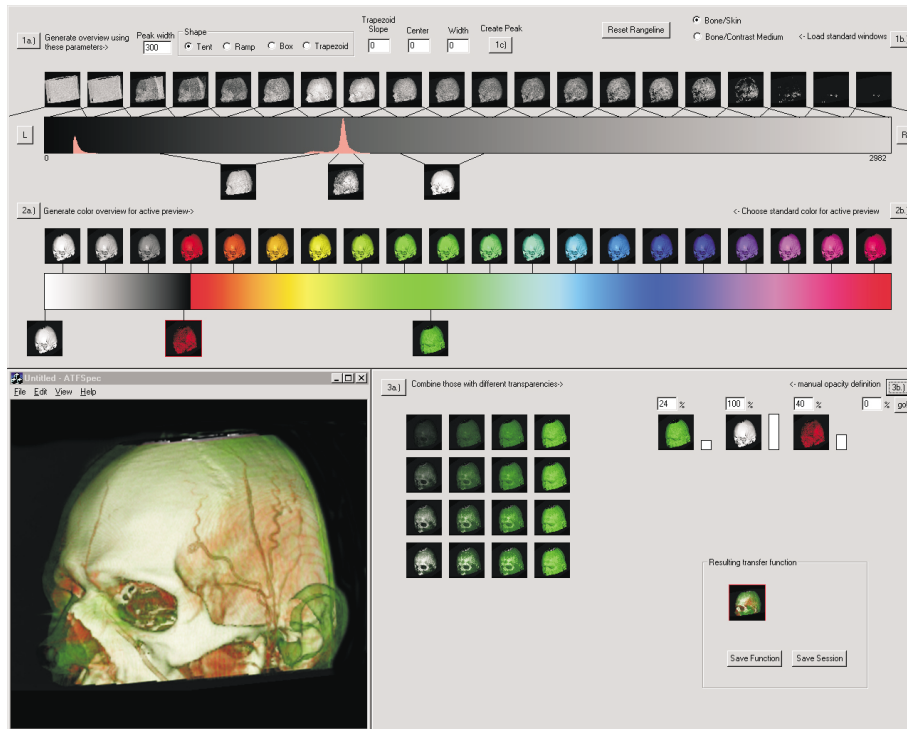 1a.) Generate overview using these parameters-> Peak width 300
Shape
Tent Ramp Box Trapezoid
Trapezoid Slope 0 Center 0 Width 0
Create Peak 1c)
Reset Rangeline
Bone/Skin
Bone/Contrast Medium
<- Load standard windows 1b.
L R
0 2982
2a.) Generate color overview for active preview->
<- Choose standard color for active preview 2b.
Untitled - ATFSpec
File Edit View Help
3a.) Combine those with different transparencies->
<- manual opacity definition 3b.)
24 % 100 % 40 % 0 % go!
Resulting transfer function
Save Function Save Session